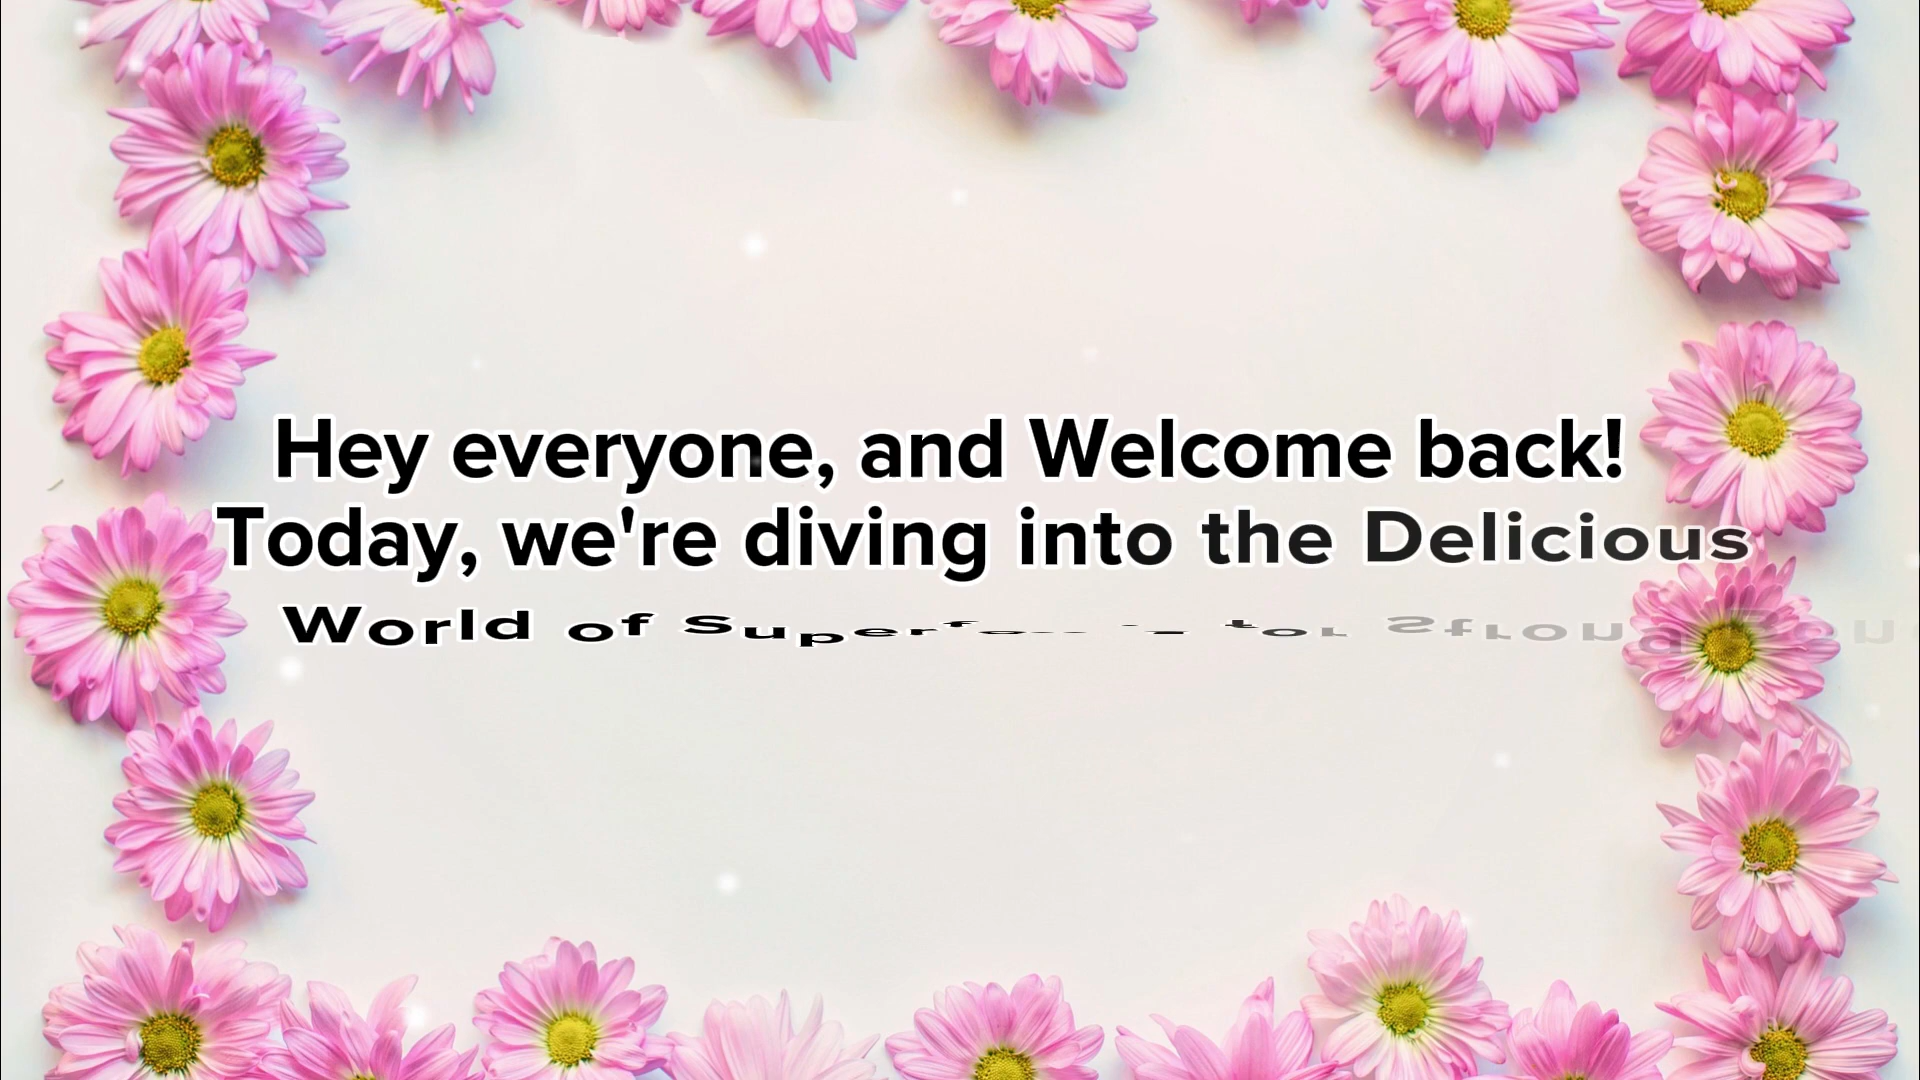 Hey everyone, and Welcome back!
Today, we're diving into the Delicious
World of